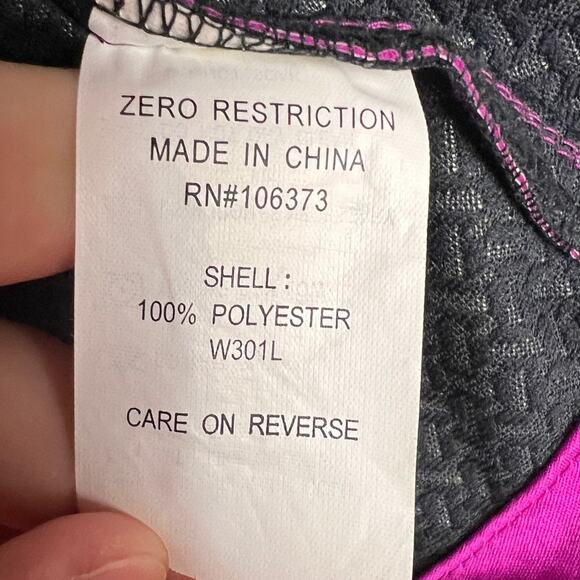 ZERO RESTRICTION
MADE IN CHINA
RN#106373
SHELL :
100% POLYESTER
W301L
CARE ON REVERSE